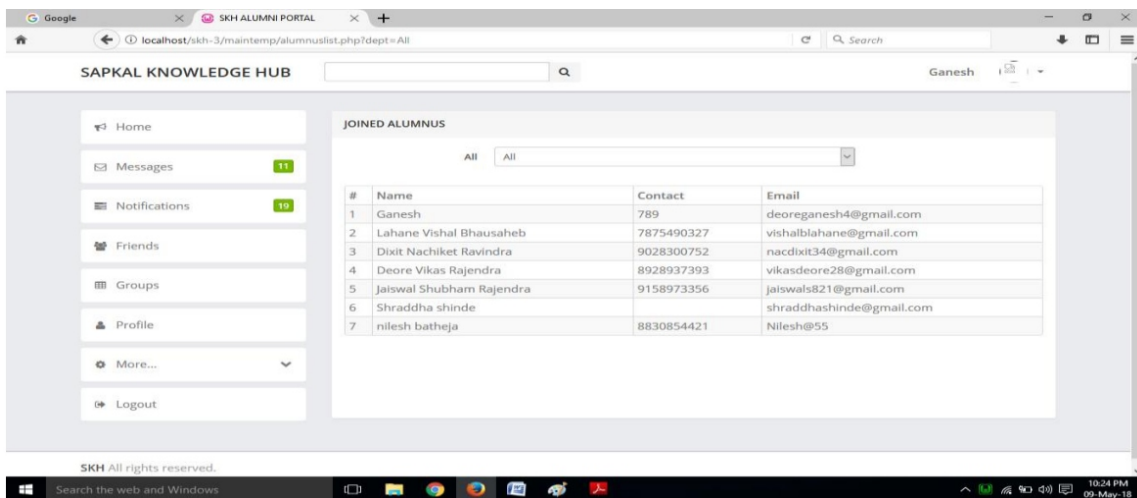 Google
SKH ALUMNI PORTAL
localhost/skh-3/maintemp/alumnuslist.php?dept=All
Search
SAPKAL KNOWLEDGE HUB
Ganesh
Home
Messages 11
Notifications 19
Friends
Groups
Profile
More...
Logout
JOINED ALUMNUS
All All
# Name Contact Email
1 Ganesh 789 deoreganesh4@gmail.com
2 Lahane Vishal Bhausaheb 7875490327 vishalblahane@gmail.com
3 Dixit Nachiket Ravindra 9028300752 nacdixit34@gmail.com
4 Deore Vikas Rajendra 8928937393 vikasdeore28@gmail.com
5 Jaiswal Shubham Rajendra 9158973356 jaiswals821@gmail.com
6 Shraddha shinde shraddhashinde@gmail.com
7 nilesh batheja 8830854421 Nilesh@55
SKH All rights reserved.
Search the web and Windows
10:24 PM
09-May-18